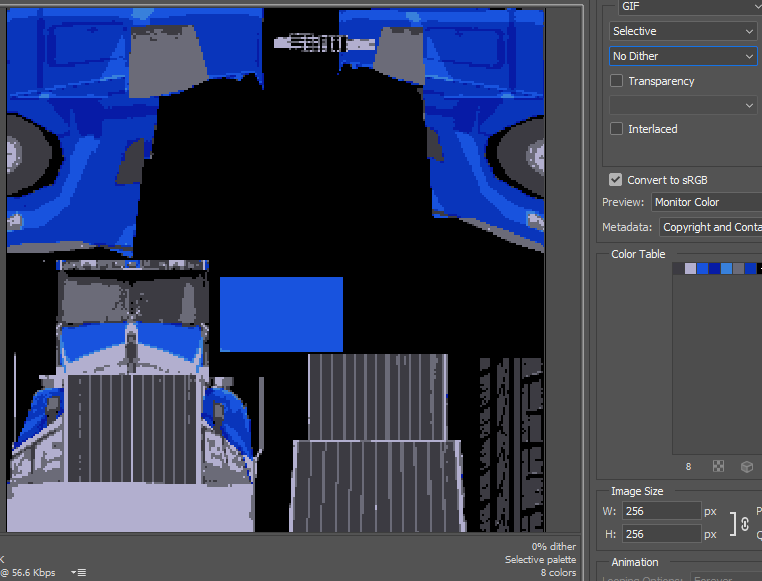 GIF
Selective
No Dither
Transparency
Interlaced
Convert to sRGB
Preview: Monitor Color
Metadata: Copyright and Conta
Color Table
8
Image Size
W: 256 px
H: 256 px
Animation
0% dither
Selective palette
@ 56.6 Kbps
8 colors